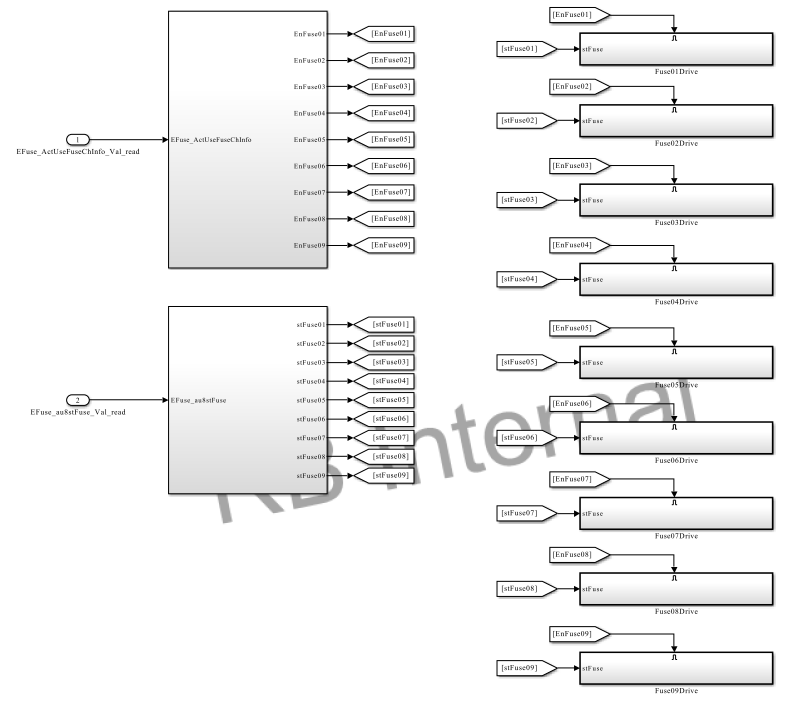 EnFuse01
[EnFuse01]
EnFuse02
[EnFuse02]
EnFuse03
[EnFuse03]
EnFuse04
[EnFuse04]
1
EFuse_ActUseFuseChInfo_Val_read
EFuse_ActUseFuseChInfo
EnFuse05
[EnFuse05]
EnFuse06
[EnFuse06]
EnFuse07
[EnFuse07]
EnFuse08
[EnFuse08]
EnFuse09
[EnFuse09]
stFuse01
[stFuse01]
stFuse02
[stFuse02]
stFuse03
[stFuse03]
stFuse04
[stFuse04]
2
EFuse_au8stFuse_Val_read
EFuse_au8stFuse
stFuse05
[stFuse05]
stFuse06
[stFuse06]
stFuse07
[stFuse07]
stFuse08
[stFuse08]
stFuse09
[stFuse09]
[EnFuse01]
[stFuse01]
stFuse
Fuse01Drive
[EnFuse02]
[stFuse02]
stFuse
Fuse02Drive
[EnFuse03]
[stFuse03]
stFuse
Fuse03Drive
[EnFuse04]
[stFuse04]
stFuse
Fuse04Drive
[EnFuse05]
[stFuse05]
stFuse
Fuse05Drive
[EnFuse06]
[stFuse06]
stFuse
Fuse06Drive
[EnFuse07]
[stFuse07]
stFuse
Fuse07Drive
[EnFuse08]
[stFuse08]
stFuse
Fuse08Drive
[EnFuse09]
[stFuse09]
stFuse
Fuse09Drive
RB Internal